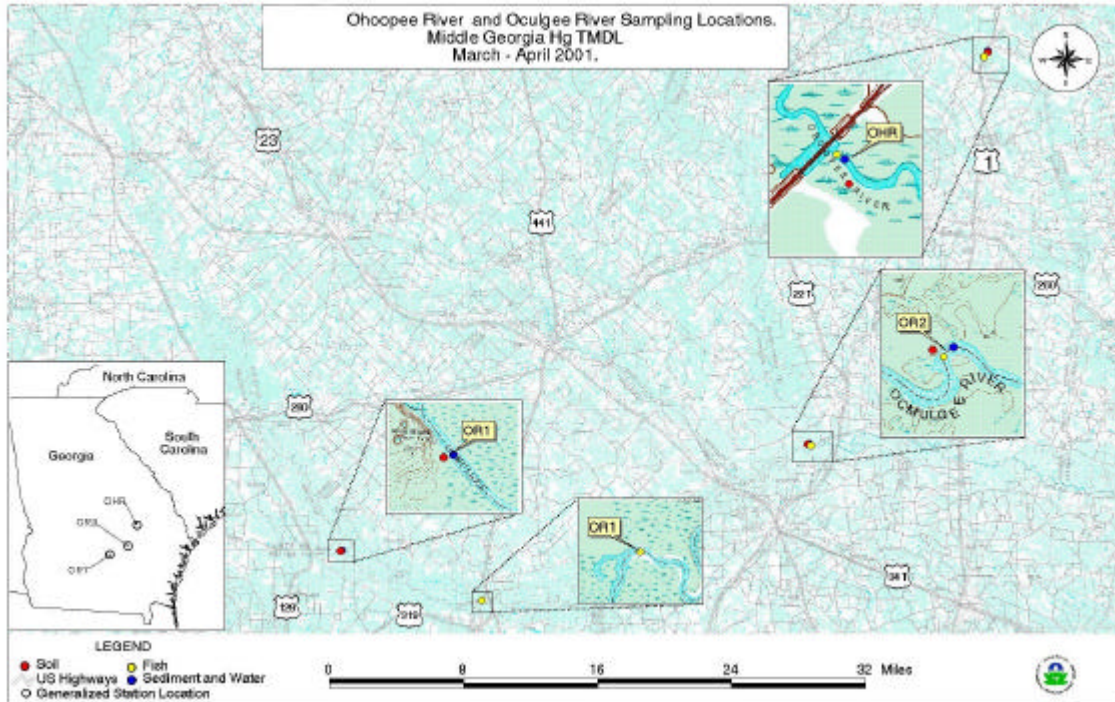 Ohoopee River and Oculgee River Sampling Locations.
Middle Georgia Hg TMDL
March - April 2001.
N
W
E
S
23
1
441
OHR
RIVER
221
280
OR2
OCMULGEE RIVER
North Carolina
South
Carolina
Georgia
OHR
OR2
OR1
280
OR1
OR1
341
129
319
LEGEND
Soil
Fish
US Highways
Sediment and Water
Generalized Station Location
0
8
16
24
32
Miles